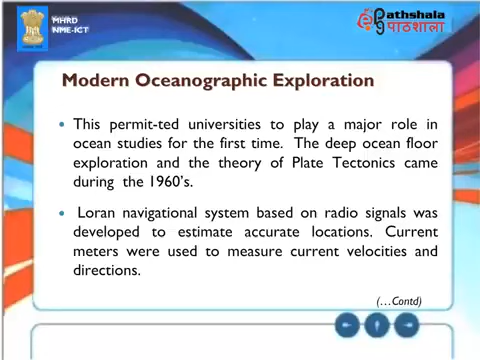 MHRD
NME-ICT
Pathshala
पाठशाला
Modern Oceanographic Exploration
This permit-ted universities to play a major role in
ocean studies for the first time. The deep ocean floor
exploration and the theory of Plate Tectonics came
during the 1960's.
Loran navigational system based on radio signals was
developed to estimate accurate locations. Current
meters were used to measure current velocities and
directions.
(...Contd)